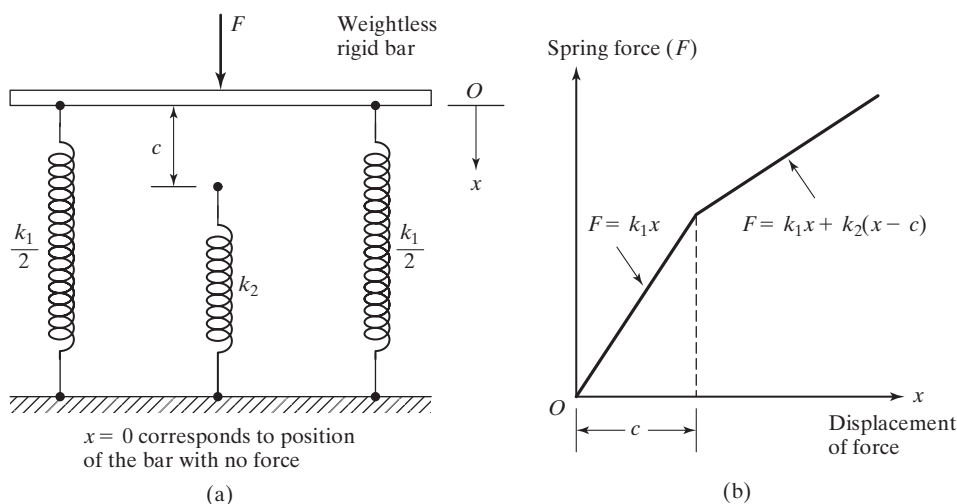 F
Weightless
rigid bar
O
c
x
k₁/2
k₂
k₁/2
x = 0 corresponds to position
of the bar with no force
(a)
Spring force (F)
F = k₁x
F = k₁x + k₂(x − c)
O
x
c
Displacement
of force
(b)